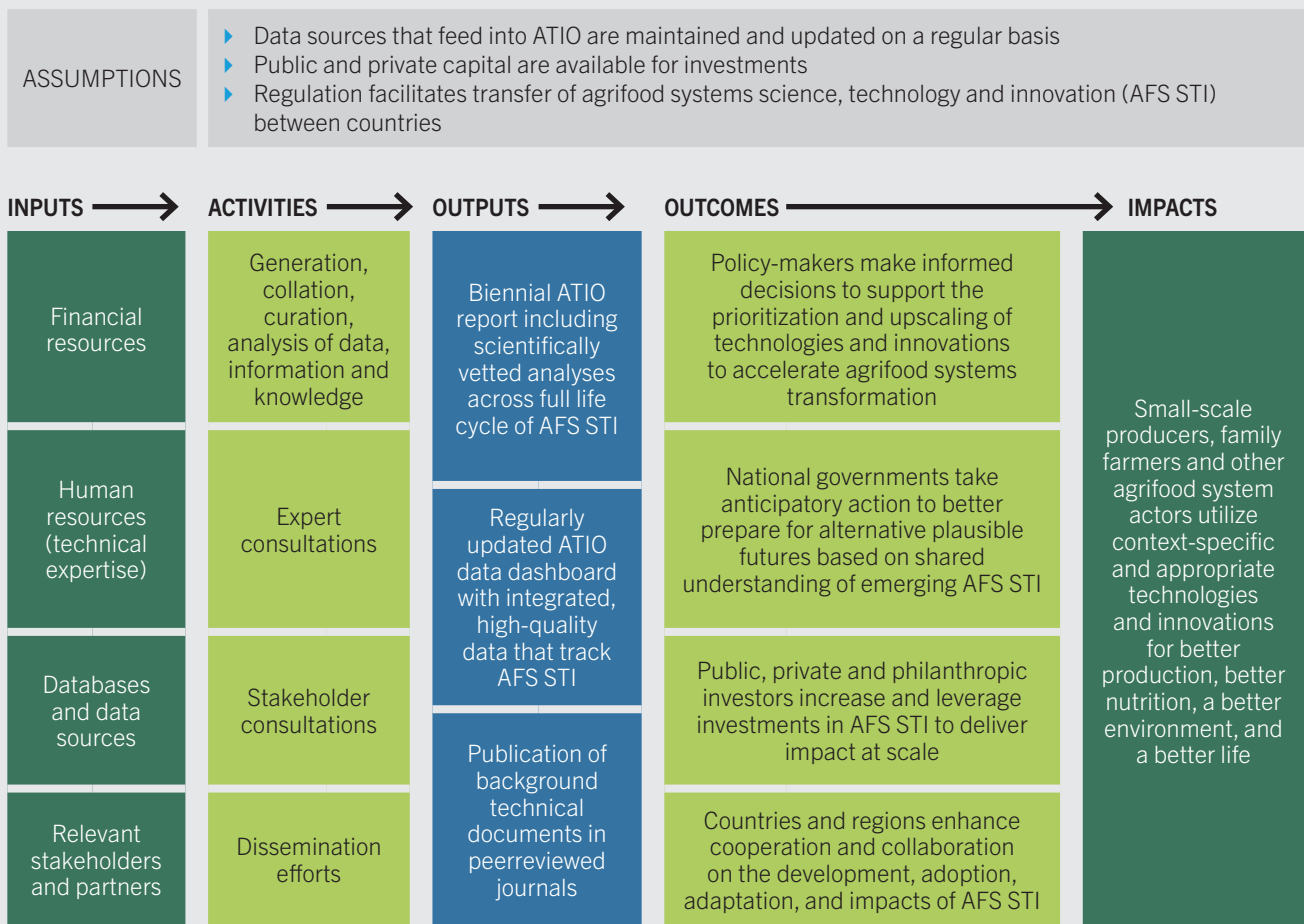 ASSUMPTIONS
Data sources that feed into ATIO are maintained and updated on a regular basis
Public and private capital are available for investments
Regulation facilitates transfer of agrifood systems science, technology and innovation (AFS STI)
between countries
INPUTS
ACTIVITIES
OUTPUTS
OUTCOMES
IMPACTS
Financial
resources
Human
resources
(technical
expertise)
Databases
and data
sources
Relevant
stakeholders
and partners
Generation,
collation,
curation,
analysis of data,
information and
knowledge
Expert
consultations
Stakeholder
consultations
Dissemination
efforts
Biennial ATIO
report including
scientifically
vetted analyses
across full life
cycle of AFS STI
Regularly
updated ATIO
data dashboard
with integrated,
high-quality
data that track
AFS STI
Publication of
background
technical
documents in
peerreviewed
journals
Policy-makers make informed
decisions to support the
prioritization and upscaling of
technologies and innovations
to accelerate agrifood systems
transformation
National governments take
anticipatory action to better
prepare for alternative plausible
futures based on shared
understanding of emerging AFS STI
Public, private and philanthropic
investors increase and leverage
investments in AFS STI to deliver
impact at scale
Countries and regions enhance
cooperation and collaboration
on the development, adoption,
adaptation, and impacts of AFS STI
Small-scale
producers, family
farmers and other
agrifood system
actors utilize
context-specific
and appropriate
technologies
and innovations
for better
production, better
nutrition, a better
environment, and
a better life